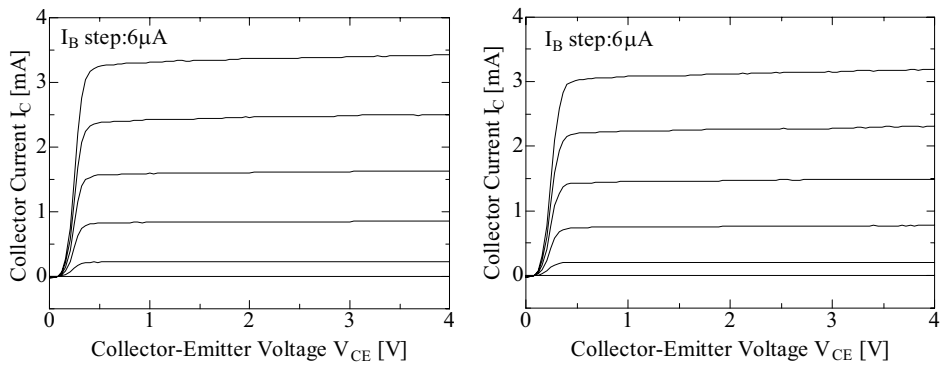 4
3
2
1
0
I_B step:6μA
Collector Current I_C [mA]
0 1 2 3 4
Collector-Emitter Voltage V_CE [V]
4
3
2
1
0
I_B step:6μA
Collector Current I_C [mA]
0 1 2 3 4
Collector-Emitter Voltage V_CE [V]